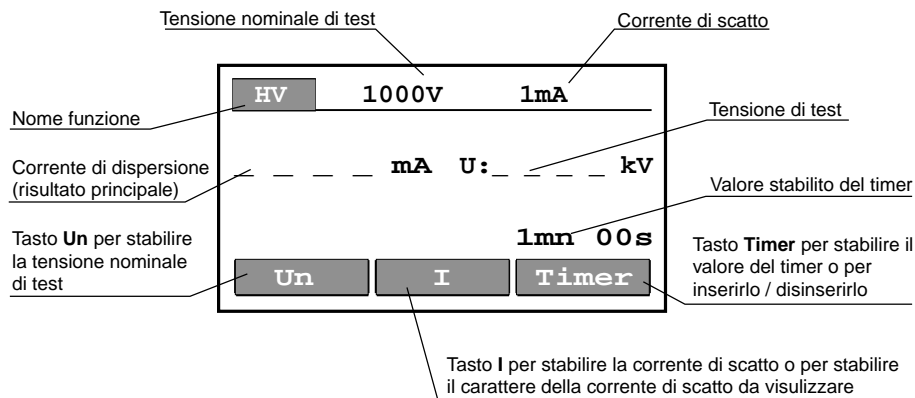 Tensione nominale di test
Corrente di scatto
HV 1000V 1mA
Nome funzione
Tensione di test
Corrente di dispersione
(risultato principale)
_ _ _ _ mA U:_ _ _ _ kV
Valore stabilito del timer
1mn 00s
Tasto Un per stabilire
la tensione nominale
di test
Un I Timer
Tasto Timer per stabilire il
valore del timer o per
inserirlo / disinserirlo
Tasto I per stabilire la corrente di scatto o per stabilire
il carattere della corrente di scatto da visulizzare